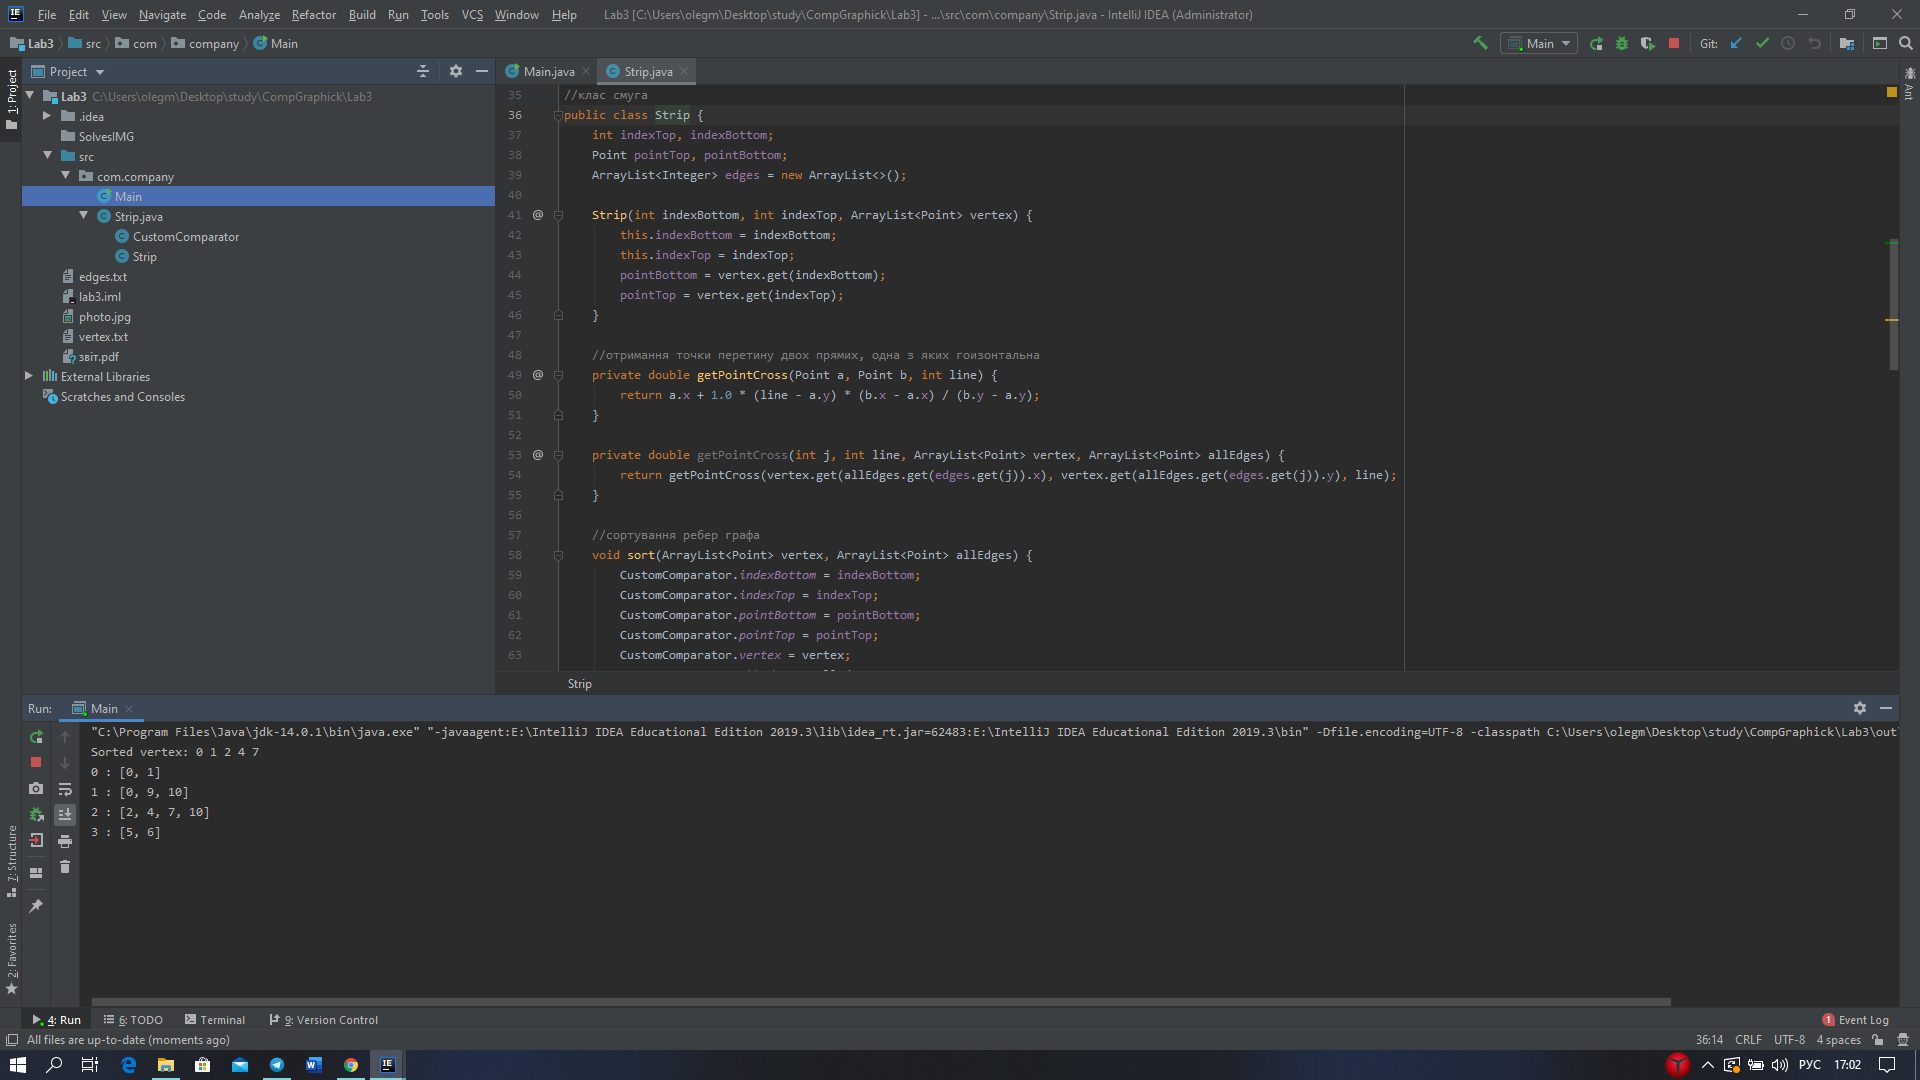 File Edit View Navigate Code Analyze Refactor Build Run Tools VCS Window Help Lab3 [C:\Users\olegm\Desktop\study\CompGraphick\Lab3] - ...\src\com\company\Strip.java - IntelliJ IDEA (Administrator)
Lab3 src com company Main
Main
Git:
Project
Main.java
Strip.java
1: Project
Ant
Lab3 C:\Users\olegm\Desktop\study\CompGraphick\Lab3
.idea
SolvesIMG
src
com.company
Main
Strip.java
CustomComparator
Strip
edges.txt
lab3.iml
photo.jpg
vertex.txt
звіт.pdf
External Libraries
Scratches and Consoles
35 //клас смуга
36 public class Strip {
37 int indexTop, indexBottom;
38 Point pointTop, pointBottom;
39 ArrayList<Integer> edges = new ArrayList<>();
40
41 @ Strip(int indexBottom, int indexTop, ArrayList<Point> vertex) {
42 this.indexBottom = indexBottom;
43 this.indexTop = indexTop;
44 pointBottom = vertex.get(indexBottom);
45 pointTop = vertex.get(indexTop);
46 }
47
48 //отримання точки перетину двох прямих, одна з яких гоизонтальна
49 @ private double getPointCross(Point a, Point b, int line) {
50 return a.x + 1.0 * (line - a.y) * (b.x - a.x) / (b.y - a.y);
51 }
52
53 @ private double getPointCross(int j, int line, ArrayList<Point> vertex, ArrayList<Point> allEdges) {
54 return getPointCross(vertex.get(allEdges.get(edges.get(j)).x), vertex.get(allEdges.get(edges.get(j)).y), line);
55 }
56
57 //сортування ребер графа
58 void sort(ArrayList<Point> vertex, ArrayList<Point> allEdges) {
59 CustomComparator.indexBottom = indexBottom;
60 CustomComparator.indexTop = indexTop;
61 CustomComparator.pointBottom = pointBottom;
62 CustomComparator.pointTop = pointTop;
63 CustomComparator.vertex = vertex;
Strip
Run: Main
"C:\Program Files\Java\jdk-14.0.1\bin\java.exe" "-javaagent:E:\IntelliJ IDEA Educational Edition 2019.3\lib\idea_rt.jar=62483:E:\IntelliJ IDEA Educational Edition 2019.3\bin" -Dfile.encoding=UTF-8 -classpath C:\Users\olegm\Desktop\study\CompGraphick\Lab3\out
Sorted vertex: 0 1 2 4 7
0 : [0, 1]
1 : [0, 9, 10]
2 : [2, 4, 7, 10]
3 : [5, 6]
7: Structure
2: Favorites
4: Run 6: TODO Terminal 9: Version Control 1 Event Log
All files are up-to-date (moments ago) 36:14 CRLF UTF-8 4 spaces
РУС 17:02